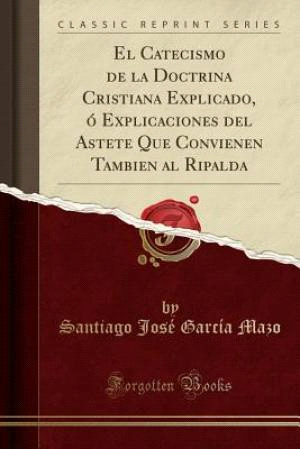 CLASSIC REPRINT SERIES
El Catecismo
de la Doctrina
Cristiana Explicado,
ó Explicaciones del
Astete Que Convienen
Tambien al Ripalda
by
Santiago José García Mazo
Forgotten Books